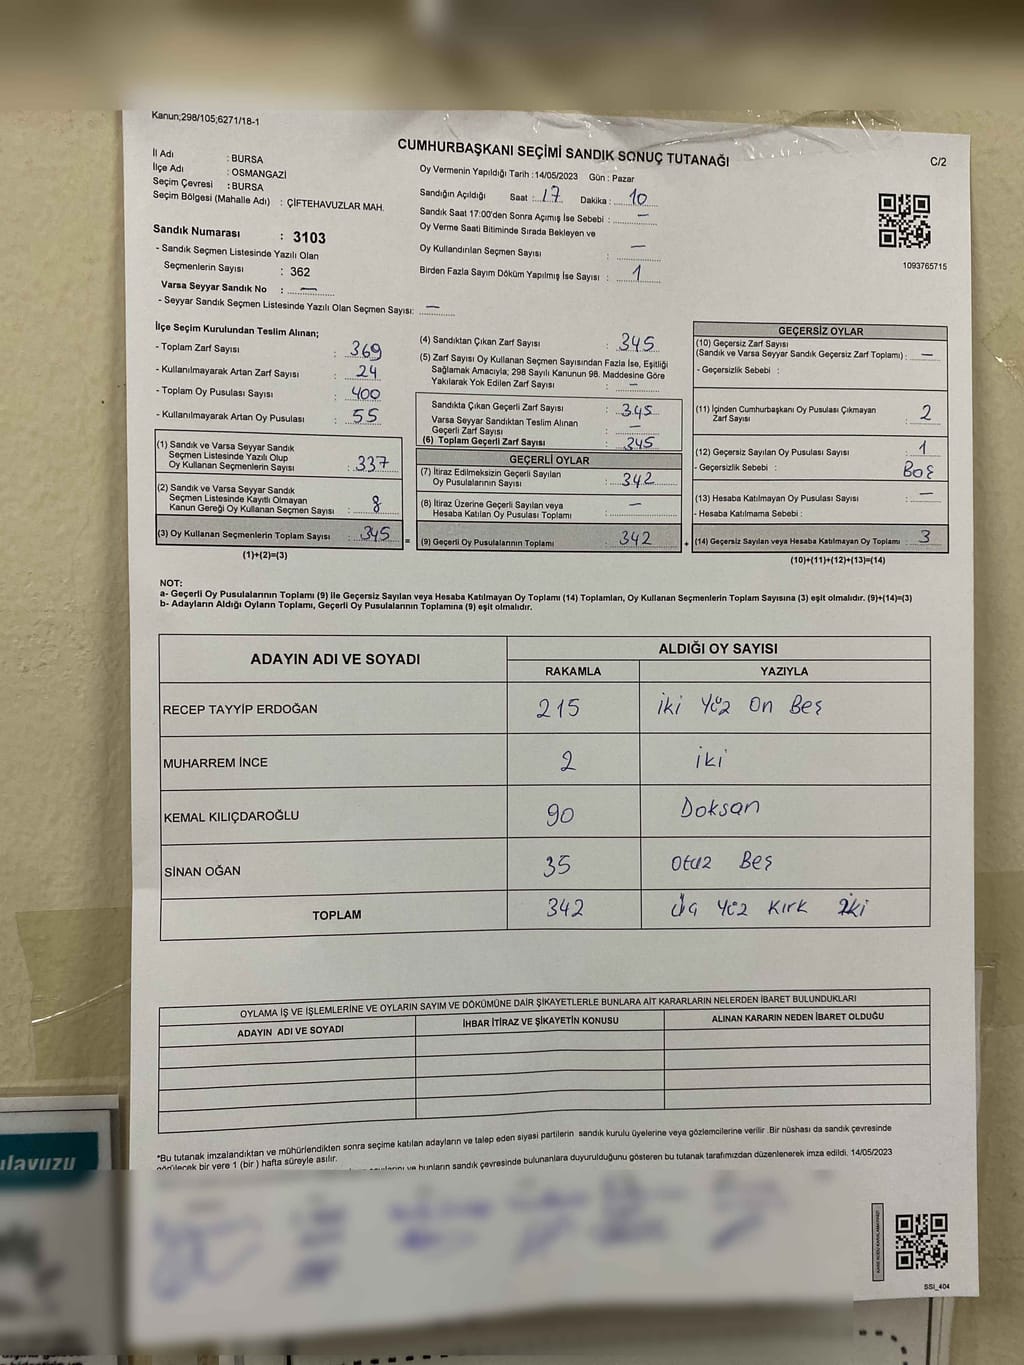 Kanun;298/105;6271/18-1
CUMHURBAŞKANI SEÇİMİ SANDIK SONUÇ TUTANAĞI
C/2
İl Adı : BURSA
İlçe Adı : OSMANGAZİ
Seçim Çevresi : BURSA
Seçim Bölgesi (Mahalle Adı) : ÇİFTEHAVUZLAR MAH.
Sandık Numarası : 3103
- Sandık Seçmen Listesinde Yazılı Olan
Seçmenlerin Sayısı : 362
Varsa Seyyar Sandık No : —
- Seyyar Sandık Seçmen Listesinde Yazılı Olan Seçmen Sayısı: —
Oy Vermenin Yapıldığı Tarih :14/05/2023 Gün : Pazar
Sandığın Açıldığı Saat : 17 Dakika : 10
Sandık Saat 17:00'den Sonra Açımış İse Sebebi : —
Oy Verme Saati Bitiminde Sırada Bekleyen ve
Oy Kullandırılan Seçmen Sayısı : —
Birden Fazla Sayım Döküm Yapılmış İse Sayısı : 1
1093765715
İlçe Seçim Kurulundan Teslim Alınan;
- Toplam Zarf Sayısı : 369
- Kullanılmayarak Artan Zarf Sayısı : 24
- Toplam Oy Pusulası Sayısı : 400
- Kullanılmayarak Artan Oy Pusulası : 55
(1) Sandık ve Varsa Seyyar Sandık
Seçmen Listesinde Yazılı Olup
Oy Kullanan Seçmenlerin Sayısı : 337
(2) Sandık ve Varsa Seyyar Sandık
Seçmen Listesinde Kayıtlı Olmayan
Kanun Gereği Oy Kullanan Seçmen Sayısı : 8
(3) Oy Kullanan Seçmenlerin Toplam Sayısı : 345 =
(1)+(2)=(3)
(4) Sandıktan Çıkan Zarf Sayısı : 345
(5) Zarf Sayısı Oy Kullanan Seçmen Sayısından Fazla İse, Eşitliği
Sağlamak Amacıyla; 298 Sayılı Kanunun 98. Maddesine Göre
Yakılarak Yok Edilen Zarf Sayısı : —
Sandıkta Çıkan Geçerli Zarf Sayısı : 345
Varsa Seyyar Sandıktan Teslim Alınan
Geçerli Zarf Sayısı : —
(6) Toplam Geçerli Zarf Sayısı : 345
GEÇERLİ OYLAR
(7) İtiraz Edilmeksizin Geçerli Sayılan
Oy Pusulalarının Sayısı : 342
(8) İtiraz Üzerine Geçerli Sayılan veya
Hesaba Katılan Oy Pusulası Toplamı : —
(9) Geçerli Oy Pusulalarının Toplamı : 342 +
GEÇERSİZ OYLAR
(10) Geçersiz Zarf Sayısı
(Sandık ve Varsa Seyyar Sandık Geçersiz Zarf Toplamı) : —
- Geçersizlik Sebebi :
(11) İçinden Cumhurbaşkanı Oy Pusulası Çıkmayan
Zarf Sayısı : 2
(12) Geçersiz Sayılan Oy Pusulası Sayısı : 1
- Geçersizlik Sebebi : Boş
(13) Hesaba Katılmayan Oy Pusulası Sayısı : —
- Hesaba Katılmama Sebebi :
(14) Geçersiz Sayılan veya Hesaba Katılmayan Oy Toplamı : 3
(10)+(11)+(12)+(13)=(14)
NOT:
a- Geçerli Oy Pusulalarının Toplamı (9) ile Geçersiz Sayılan veya Hesaba Katılmayan Oy Toplamı (14) Toplamları, Oy Kullanan Seçmenlerin Toplam Sayısına (3) eşit olmalıdır. (9)+(14)=(3)
b- Adayların Aldığı Oyların Toplamı, Geçerli Oy Pusulalarının Toplamına (9) eşit olmalıdır.
ADAYIN ADI VE SOYADI
ALDIĞI OY SAYISI
RAKAMLA YAZIYLA
RECEP TAYYİP ERDOĞAN 215 iki Yüz On Beş
MUHARREM İNCE 2 iki
KEMAL KILIÇDAROĞLU 90 Doksan
SİNAN OĞAN 35 Otuz Beş
TOPLAM 342 Üç Yüz Kırk İki
OYLAMA İŞ VE İŞLEMLERİNE VE OYLARIN SAYIM VE DÖKÜMÜNE DAİR ŞİKAYETLERLE BUNLARA AİT KARARLARIN NELERDEN İBARET BULUNDUKLARI
ADAYIN ADI VE SOYADI İHBAR İTİRAZ VE ŞİKAYETİN KONUSU ALINAN KARARIN NEDEN İBARET OLDUĞU
*Bu tutanak imzalandıktan ve mühürlendikten sonra seçime katılan adayların ve talep eden siyasi partilerin sandık kurulu üyelerine veya gözlemcilerine verilir .Bir nüshası da sandık çevresinde
görülecek bir yere 1 (bir ) hafta süreyle asılır.
ve bunların sandık çevresinde bulunanlara duyurulduğunu gösteren bu tutanak tarafımızdan düzenlenerek imza edildi. 14/05/2023
SSİ_404
ılavuzu